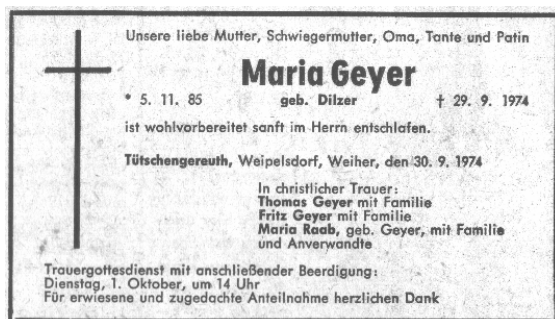 Unsere liebe Mutter, Schwiegermutter, Oma, Tante und Patin
Maria Geyer
* 5. 11. 85 geb. Dilzer † 29. 9. 1974
ist wohlvorbereitet sanft im Herrn entschlafen.
Tütschengereuth, Weipelsdorf, Weiher, den 30. 9. 1974
In christlicher Trauer:
Thomas Geyer mit Familie
Fritz Geyer mit Familie
Maria Raab, geb. Geyer, mit Familie
und Anverwandte
Trauergottesdienst mit anschließender Beerdigung:
Dienstag, 1. Oktober, um 14 Uhr
Für erwiesene und zugedachte Anteilnahme herzlichen Dank